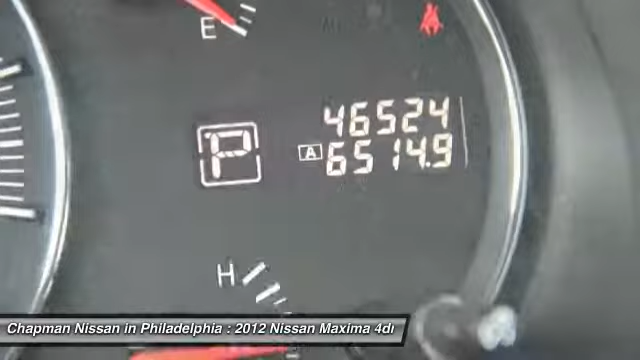 E
46524
P
A 6514.9
H
Chapman Nissan in Philadelphia : 2012 Nissan Maxima 4dr